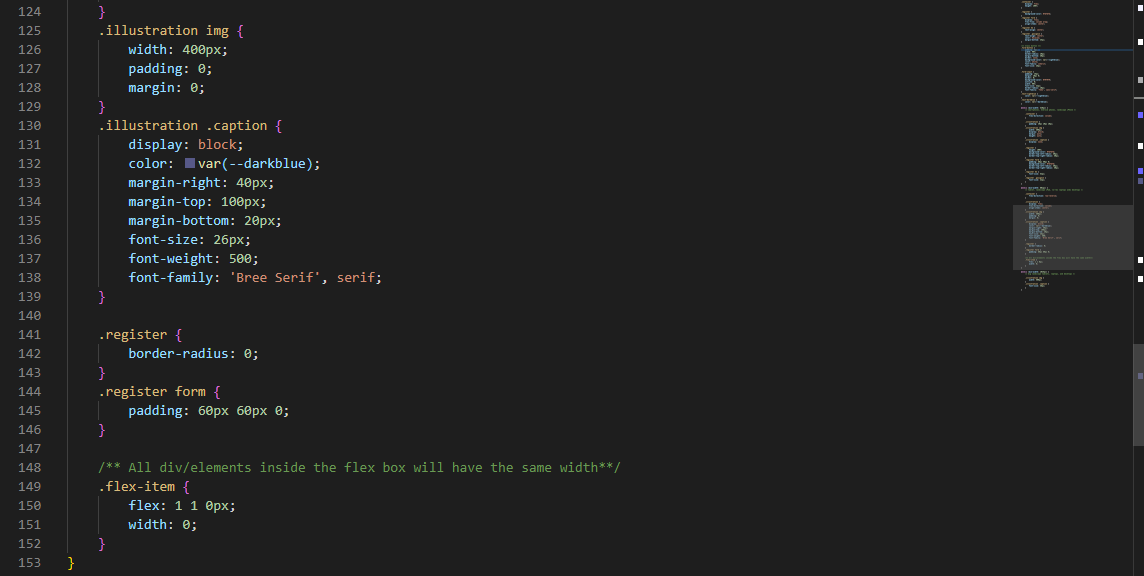 124 }
125 .illustration img {
126 width: 400px;
127 padding: 0;
128 margin: 0;
129 }
130 .illustration .caption {
131 display: block;
132 color: var(--darkblue);
133 margin-right: 40px;
134 margin-top: 100px;
135 margin-bottom: 20px;
136 font-size: 26px;
137 font-weight: 500;
138 font-family: 'Bree Serif', serif;
139 }
140
141 .register {
142 border-radius: 0;
143 }
144 .register form {
145 padding: 60px 60px 0;
146 }
147
148 /** All div/elements inside the flex box will have the same width**/
149 .flex-item {
150 flex: 1 1 0px;
151 width: 0;
152 }
153 }